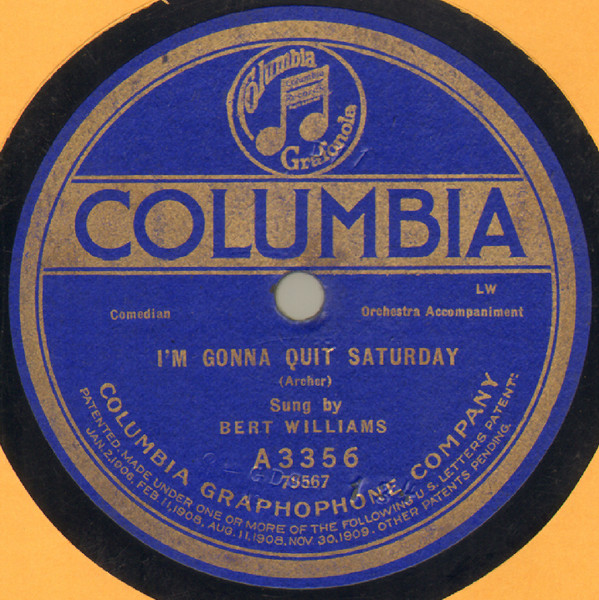 Columbia
Grafonola
COLUMBIA
LW
Comedian
Orchestra Accompaniment
I'M GONNA QUIT SATURDAY
(Archer)
Sung by
BERT WILLIAMS
A3356
79567
COLUMBIA GRAPHOPHONE COMPANY
PATENTED; MADE UNDER ONE OR MORE OF THE FOLLOWING U.S. LETTERS PATENT:
JAN.2,1906, FEB.11,1908, AUG.11,1908, NOV.30,1909, OTHER PATENTS PENDING.